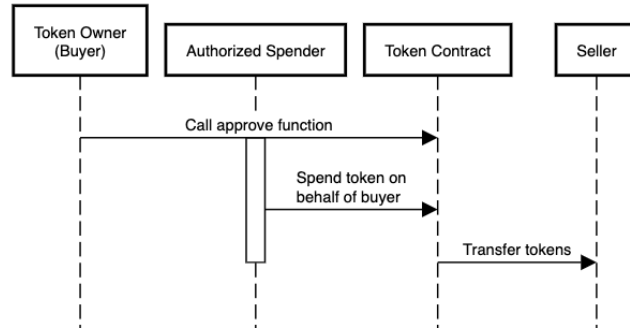 Token Owner
(Buyer)
Authorized Spender
Token Contract
Seller
Call approve function
Spend token on
behalf of buyer
Transfer tokens